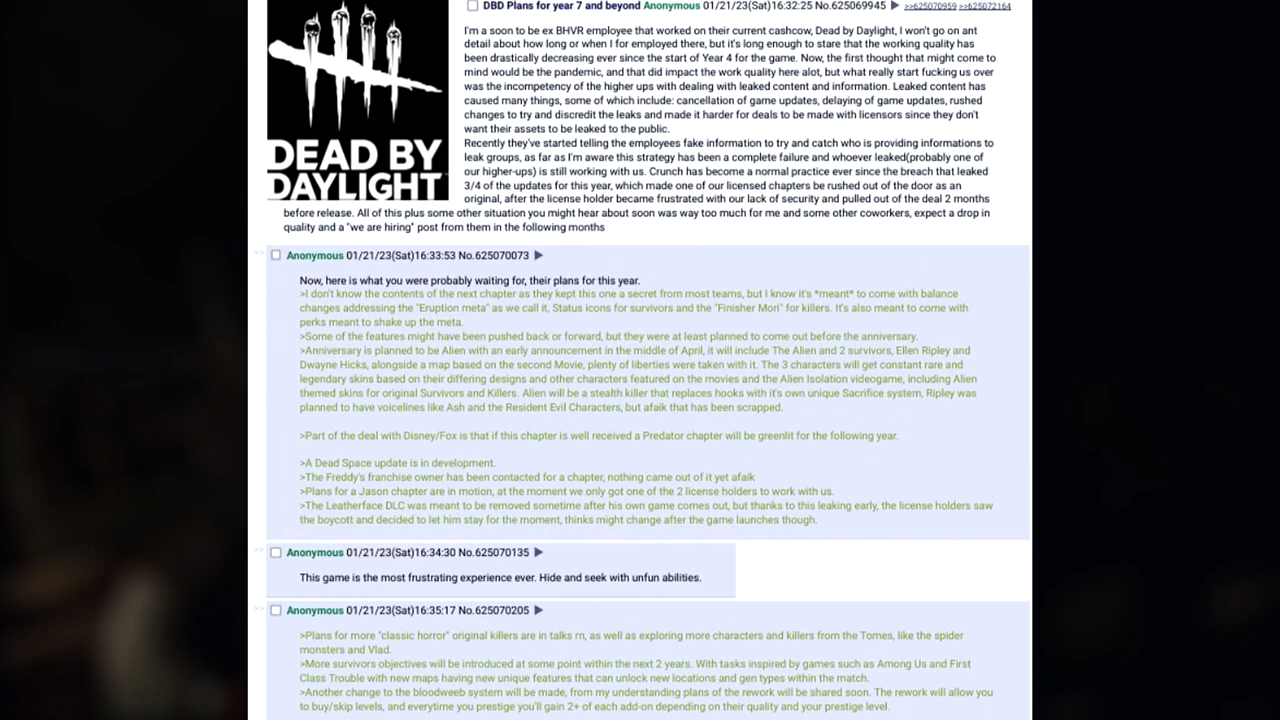 DBD Plans for year 7 and beyond Anonymous 01/21/23(Sat)16:32:25 No.625069945 ▶ >>625070959 >>625072164
I'm a soon to be ex BHVR employee that worked on their current cashcow, Dead by Daylight, I won't go on ant
detail about how long or when I for employed there, but it's long enough to stare that the working quality has
been drastically decreasing ever since the start of Year 4 for the game. Now, the first thought that might come to
mind would be the pandemic, and that did impact the work quality here alot, but what really start fucking us over
was the incompetency of the higher ups with dealing with leaked content and information. Leaked content has
caused many things, some of which include: cancellation of game updates, delaying of game updates, rushed
changes to try and discredit the leaks and made it harder for deals to be made with licensors since they don't
want their assets to be leaked to the public.
Recently they've started telling the employees fake information to try and catch who is providing informations to
leak groups, as far as I'm aware this strategy has been a complete failure and whoever leaked(probably one of
our higher-ups) is still working with us. Crunch has become a normal practice ever since the breach that leaked
3/4 of the updates for this year, which made one of our licensed chapters be rushed out of the door as an
original, after the license holder became frustrated with our lack of security and pulled out of the deal 2 months
before release. All of this plus some other situation you might hear about soon was way too much for me and some other coworkers, expect a drop in
quality and a "we are hiring" post from them in the following months
DEAD BY
DAYLIGHT
>> Anonymous 01/21/23(Sat)16:33:53 No.625070073 ▶
Now, here is what you were probably waiting for, their plans for this year.
>I don't know the contents of the next chapter as they kept this one a secret from most teams, but I know it's *meant* to come with balance
changes addressing the "Eruption meta" as we call it, Status icons for survivors and the "Finisher Mori" for killers. It's also meant to come with
perks meant to shake up the meta.
>Some of the features might have been pushed back or forward, but they were at least planned to come out before the anniversary.
>Anniversary is planned to be Alien with an early announcement in the middle of April, it will include The Alien and 2 survivors, Ellen Ripley and
Dwayne Hicks, alongside a map based on the second Movie, plenty of liberties were taken with it. The 3 characters will get constant rare and
legendary skins based on their differing designs and other characters featured on the movies and the Alien Isolation videogame, including Alien
themed skins for original Survivors and Killers. Alien will be a stealth killer that replaces hooks with it's own unique Sacrifice system, Ripley was
planned to have voicelines like Ash and the Resident Evil Characters, but afaik that has been scrapped.
>Part of the deal with Disney/Fox is that if this chapter is well received a Predator chapter will be greenlit for the following year.
>A Dead Space update is in development.
>The Freddy's franchise owner has been contacted for a chapter, nothing came out of it yet afaik
>Plans for a Jason chapter are in motion, at the moment we only got one of the 2 license holders to work with us.
>The Leatherface DLC was meant to be removed sometime after his own game comes out, but thanks to this leaking early, the license holders saw
the boycott and decided to let him stay for the moment, thinks might change after the game launches though.
>> Anonymous 01/21/23(Sat)16:34:30 No.625070135 ▶
This game is the most frustrating experience ever. Hide and seek with unfun abilities.
>> Anonymous 01/21/23(Sat)16:35:17 No.625070205 ▶
>Plans for more "classic horror" original killers are in talks rn, as well as exploring more characters and killers from the Tomes, like the spider
monsters and Vlad.
>More survivors objectives will be introduced at some point within the next 2 years. With tasks inspired by games such as Among Us and First
Class Trouble with new maps having new unique features that can unlock new locations and gen types within the match.
>Another change to the bloodweeb system will be made, from my understanding plans of the rework will be shared soon. The rework will allow you
to buy/skip levels, and everytime you prestige you'll gain 2+ of each add-on depending on their quality and your prestige level.